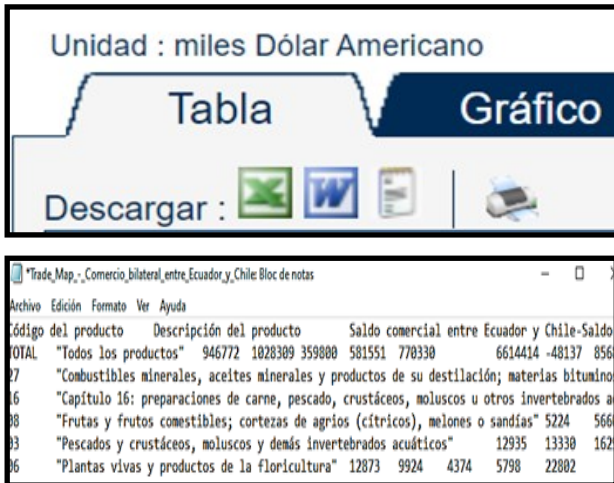 Unidad : miles Dólar Americano
Tabla Gráfico
Descargar :
*Trade_Map_-_Comercio_bilateral_entre_Ecuador_y_Chile: Bloc de notas
Archivo Edición Formato Ver Ayuda
Código del producto Descripción del producto Saldo comercial entre Ecuador y Chile-Saldo
TOTAL "Todos los productos" 946772 1028309 359800 581551 770330 6614414 -48137 856
27 "Combustibles minerales, aceites minerales y productos de su destilación; materias bitumino
16 "Capítulo 16: preparaciones de carne, pescado, crustáceos, moluscos u otros invertebrados a
08 "Frutas y frutos comestibles; cortezas de agrios (cítricos), melones o sandías" 5224 566
03 "Pescados y crustáceos, moluscos y demás invertebrados acuáticos" 12935 13330 162
06 "Plantas vivas y productos de la floricultura" 12873 9924 4374 5798 22802